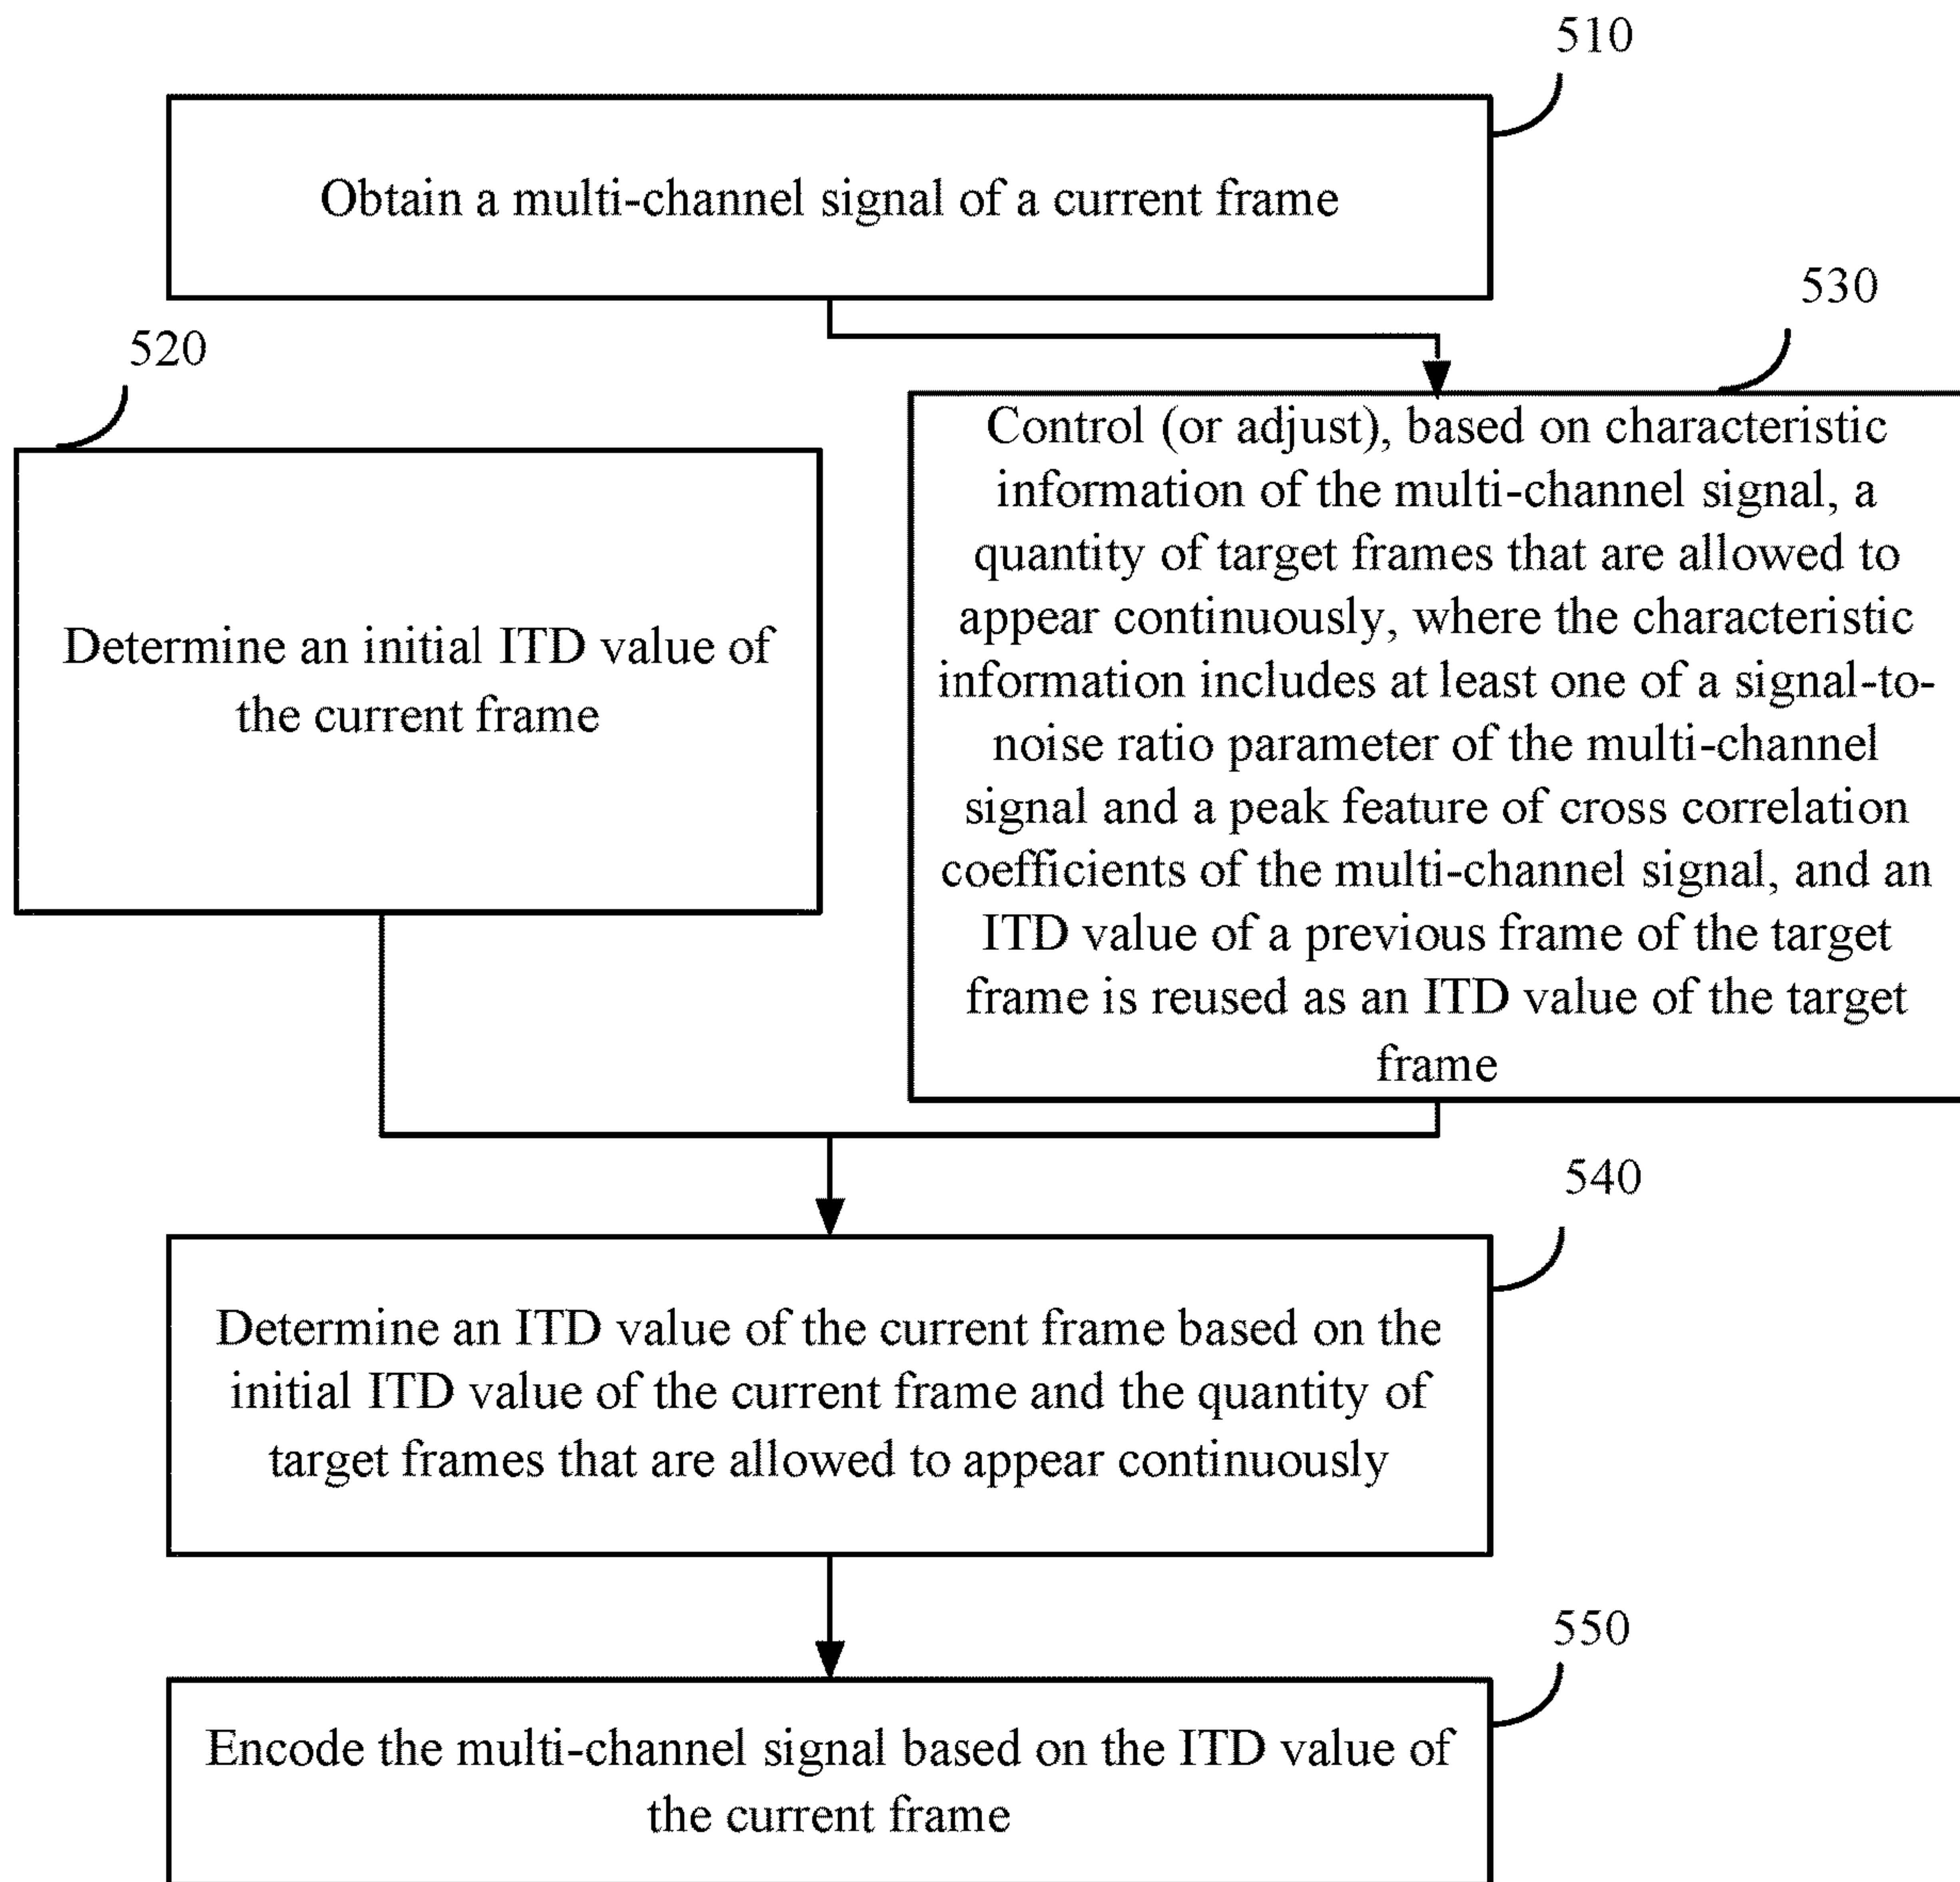 510
Obtain a multi-channel signal of a current frame
520
Determine an initial ITD value of
the current frame
530
Control (or adjust), based on characteristic
information of the multi-channel signal, a
quantity of target frames that are allowed to
appear continuously, where the characteristic
information includes at least one of a signal-to-
noise ratio parameter of the multi-channel
signal and a peak feature of cross correlation
coefficients of the multi-channel signal, and an
ITD value of a previous frame of the target
frame is reused as an ITD value of the target
frame
540
Determine an ITD value of the current frame based on the
initial ITD value of the current frame and the quantity of
target frames that are allowed to appear continuously
550
Encode the multi-channel signal based on the ITD value of
the current frame